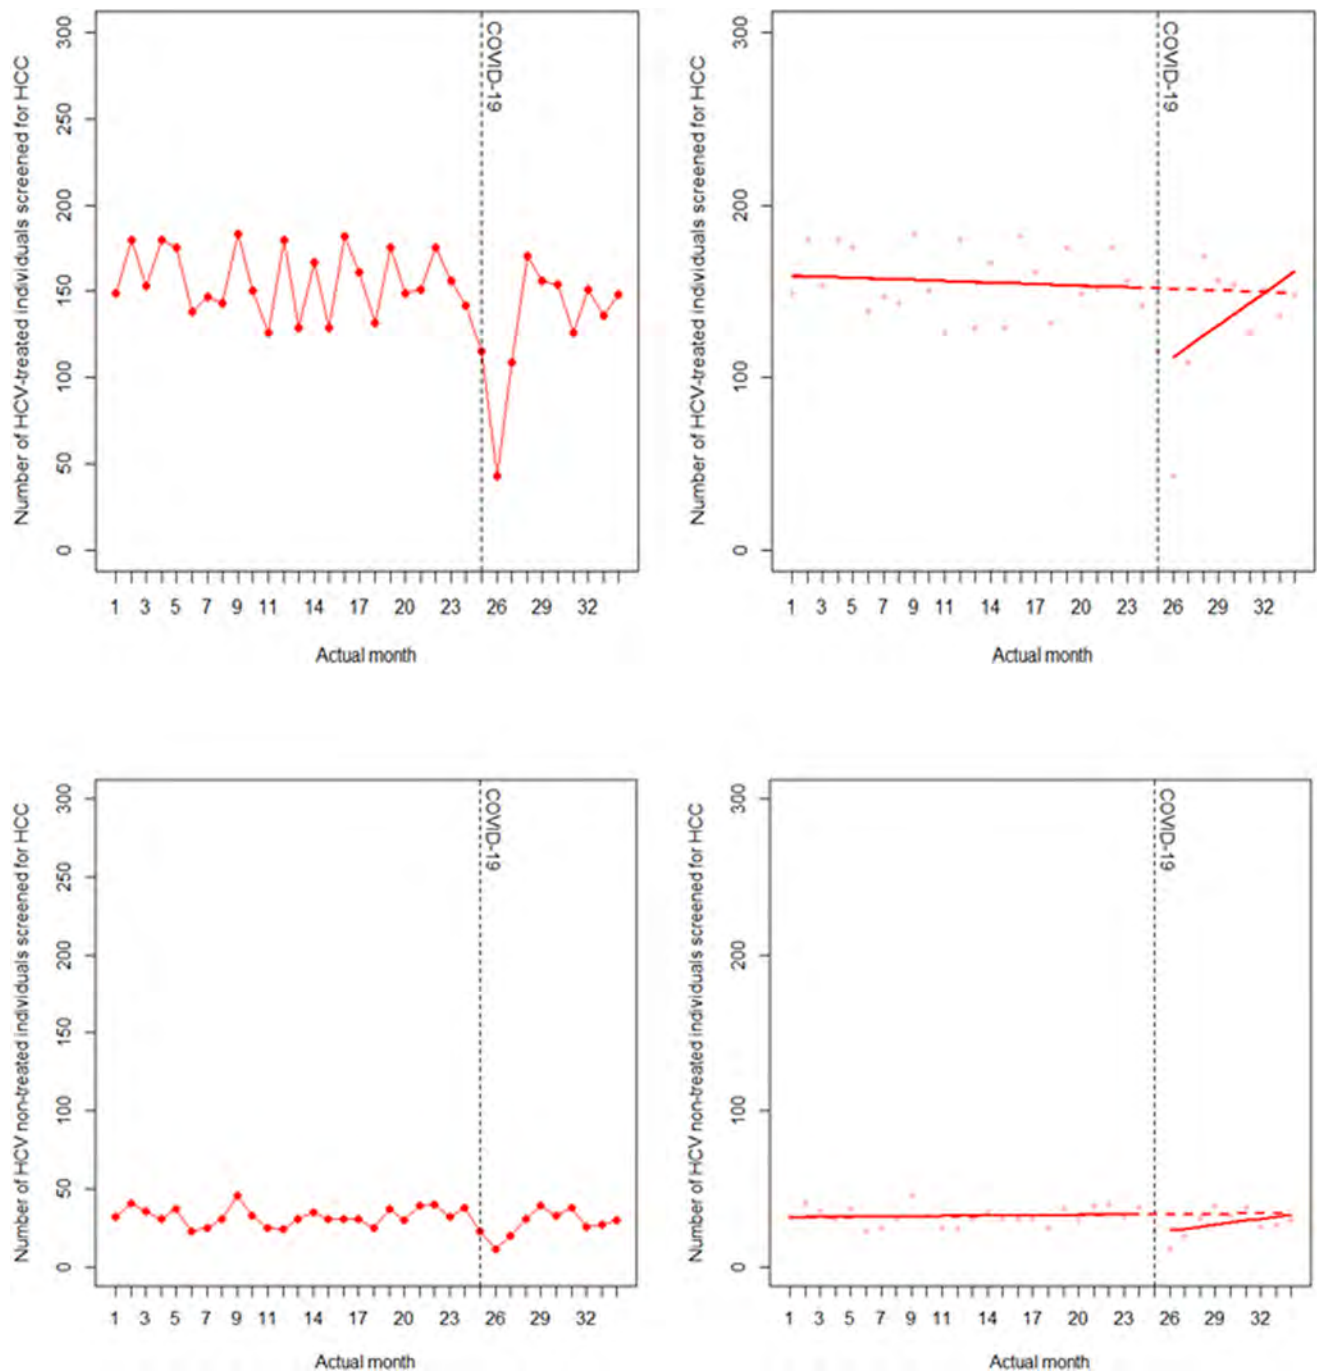 Number of HCV-treated individuals screened for HCC
300
250
200
150
100
50
0
COVID-19
1 3 5 7 9 11 14 17 20 23 26 29 32
Actual month
Number of HCV-treated individuals screened for HCC
300
200
100
0
COVID-19
1 3 5 7 9 11 14 17 20 23 26 29 32
Actual month
Number of HCV non-treated individuals screened for HCC
300
250
200
150
100
50
0
COVID-19
1 3 5 7 9 11 14 17 20 23 26 29 32
Actual month
Number of HCV non-treated individuals screened for HCC
300
200
100
0
COVID-19
1 3 5 7 9 11 14 17 20 23 26 29 32
Actual month